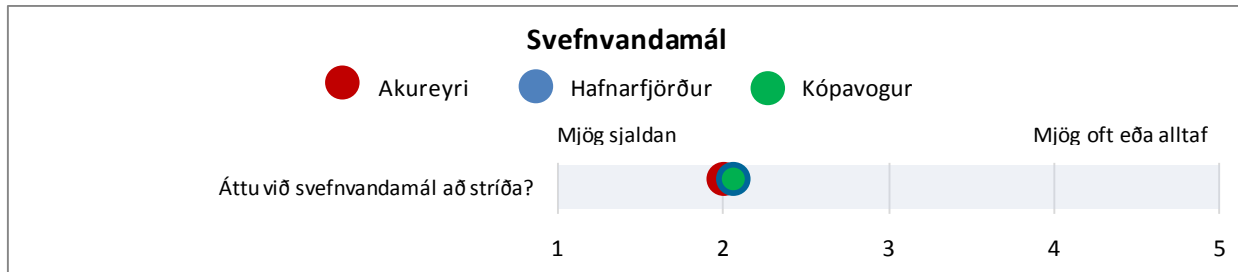 Svefnvandamál
Akureyri Hafnarfjörður Kópavogur
Mjög sjaldan Mjög oft eða alltaf
Áttu við svefnvandamál að stríða?
1 2 3 4 5